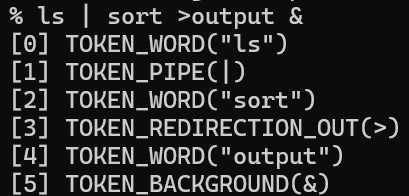 % ls | sort >output &
[0] TOKEN_WORD("ls")
[1] TOKEN_PIPE(|)
[2] TOKEN_WORD("sort")
[3] TOKEN_REDIRECTION_OUT(>)
[4] TOKEN_WORD("output")
[5] TOKEN_BACKGROUND(&)